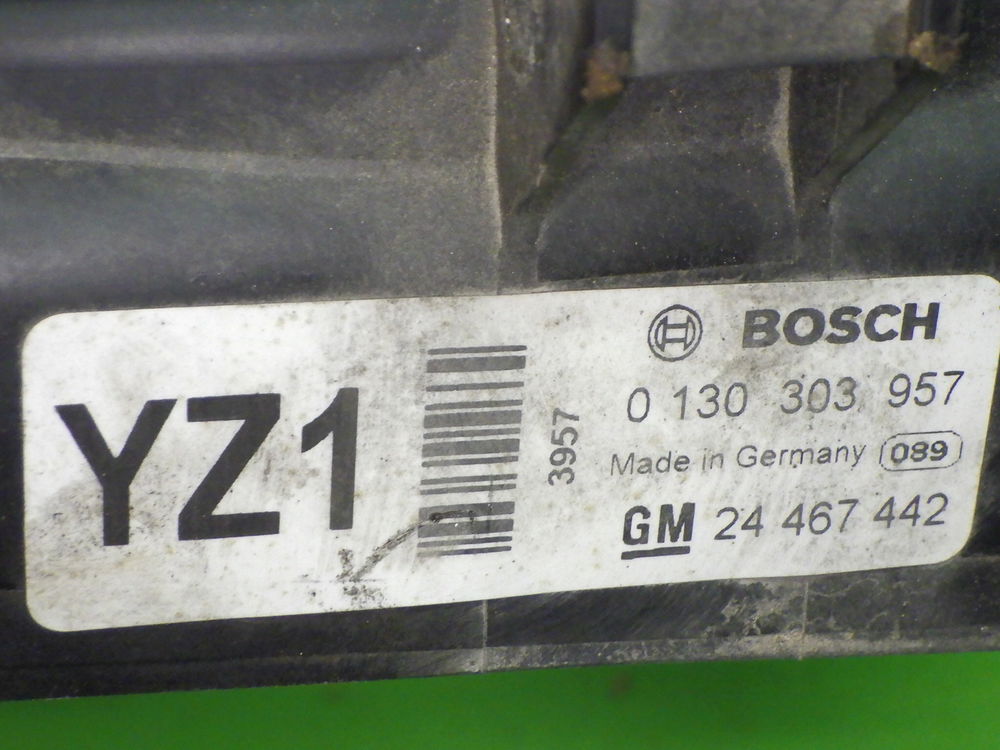 YZ1
3957
BOSCH
0 130 303 957
Made in Germany 089
GM 24 467 442